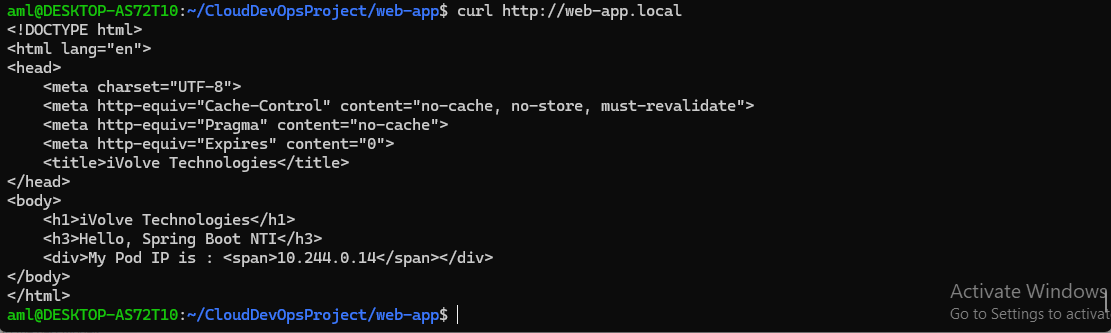 aml@DESKTOP-AS72T10:~/CloudDevOpsProject/web-app$ curl http://web-app.local
<!DOCTYPE html>
<html lang="en">
<head>
    <meta charset="UTF-8">
    <meta http-equiv="Cache-Control" content="no-cache, no-store, must-revalidate">
    <meta http-equiv="Pragma" content="no-cache">
    <meta http-equiv="Expires" content="0">
    <title>iVolve Technologies</title>
</head>
<body>
    <h1>iVolve Technologies</h1>
    <h3>Hello, Spring Boot NTI</h3>
    <div>My Pod IP is : <span>10.244.0.14</span></div>
</body>
</html>
aml@DESKTOP-AS72T10:~/CloudDevOpsProject/web-app$
Activate Windows
Go to Settings to activat